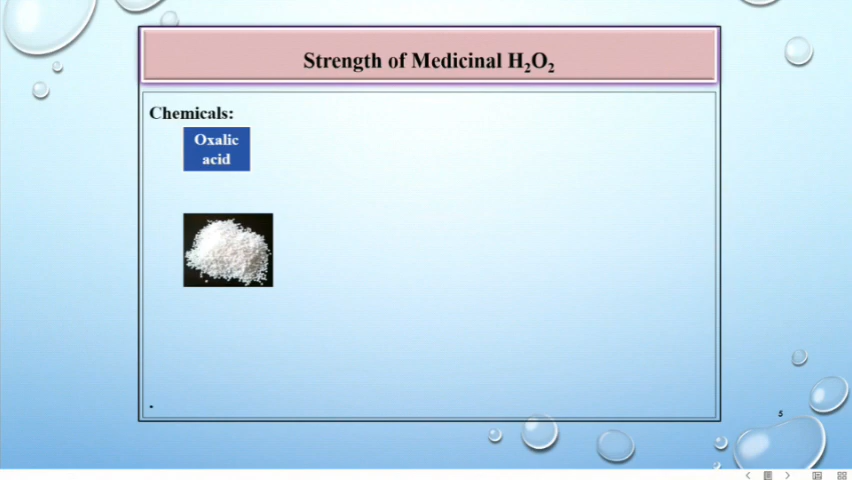 Strength of Medicinal H₂O₂
Chemicals:
Oxalic
acid
5